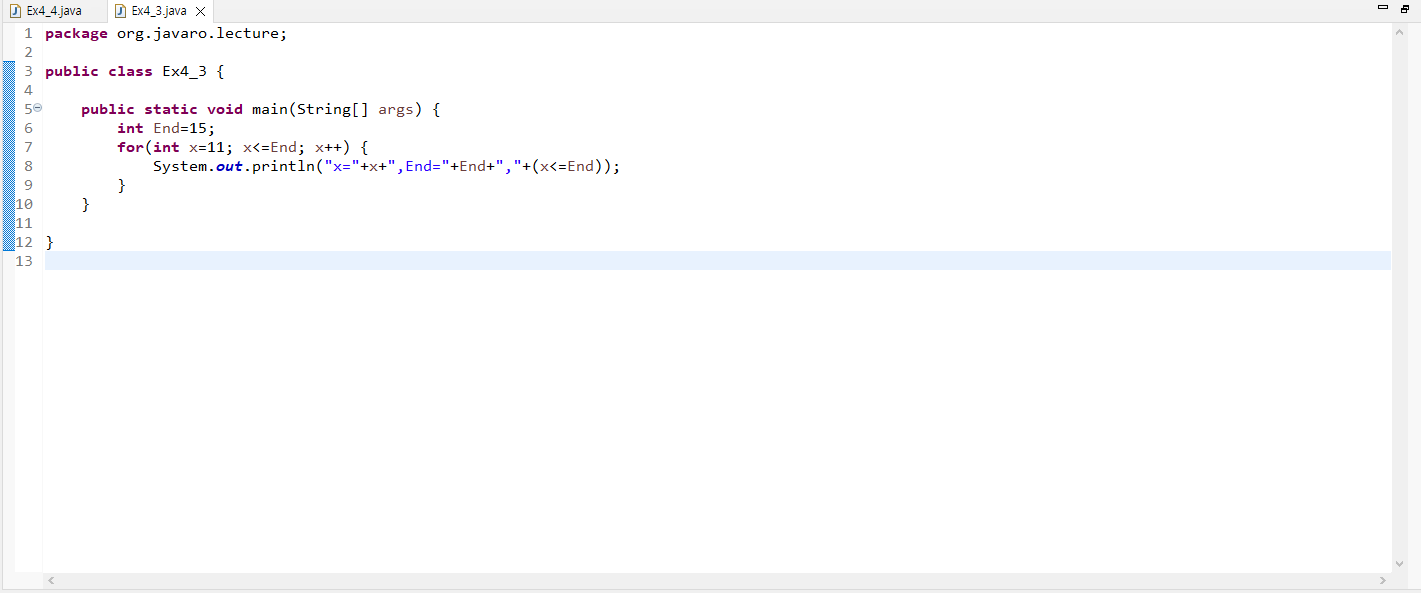 Ex4_4.java Ex4_3.java
1 package org.javaro.lecture;
2
3 public class Ex4_3 {
4
5 public static void main(String[] args) {
6 int End=15;
7 for(int x=11; x<=End; x++) {
8 System.out.println("x="+x+",End="+End+","+(x<=End));
9 }
10 }
11
12 }
13